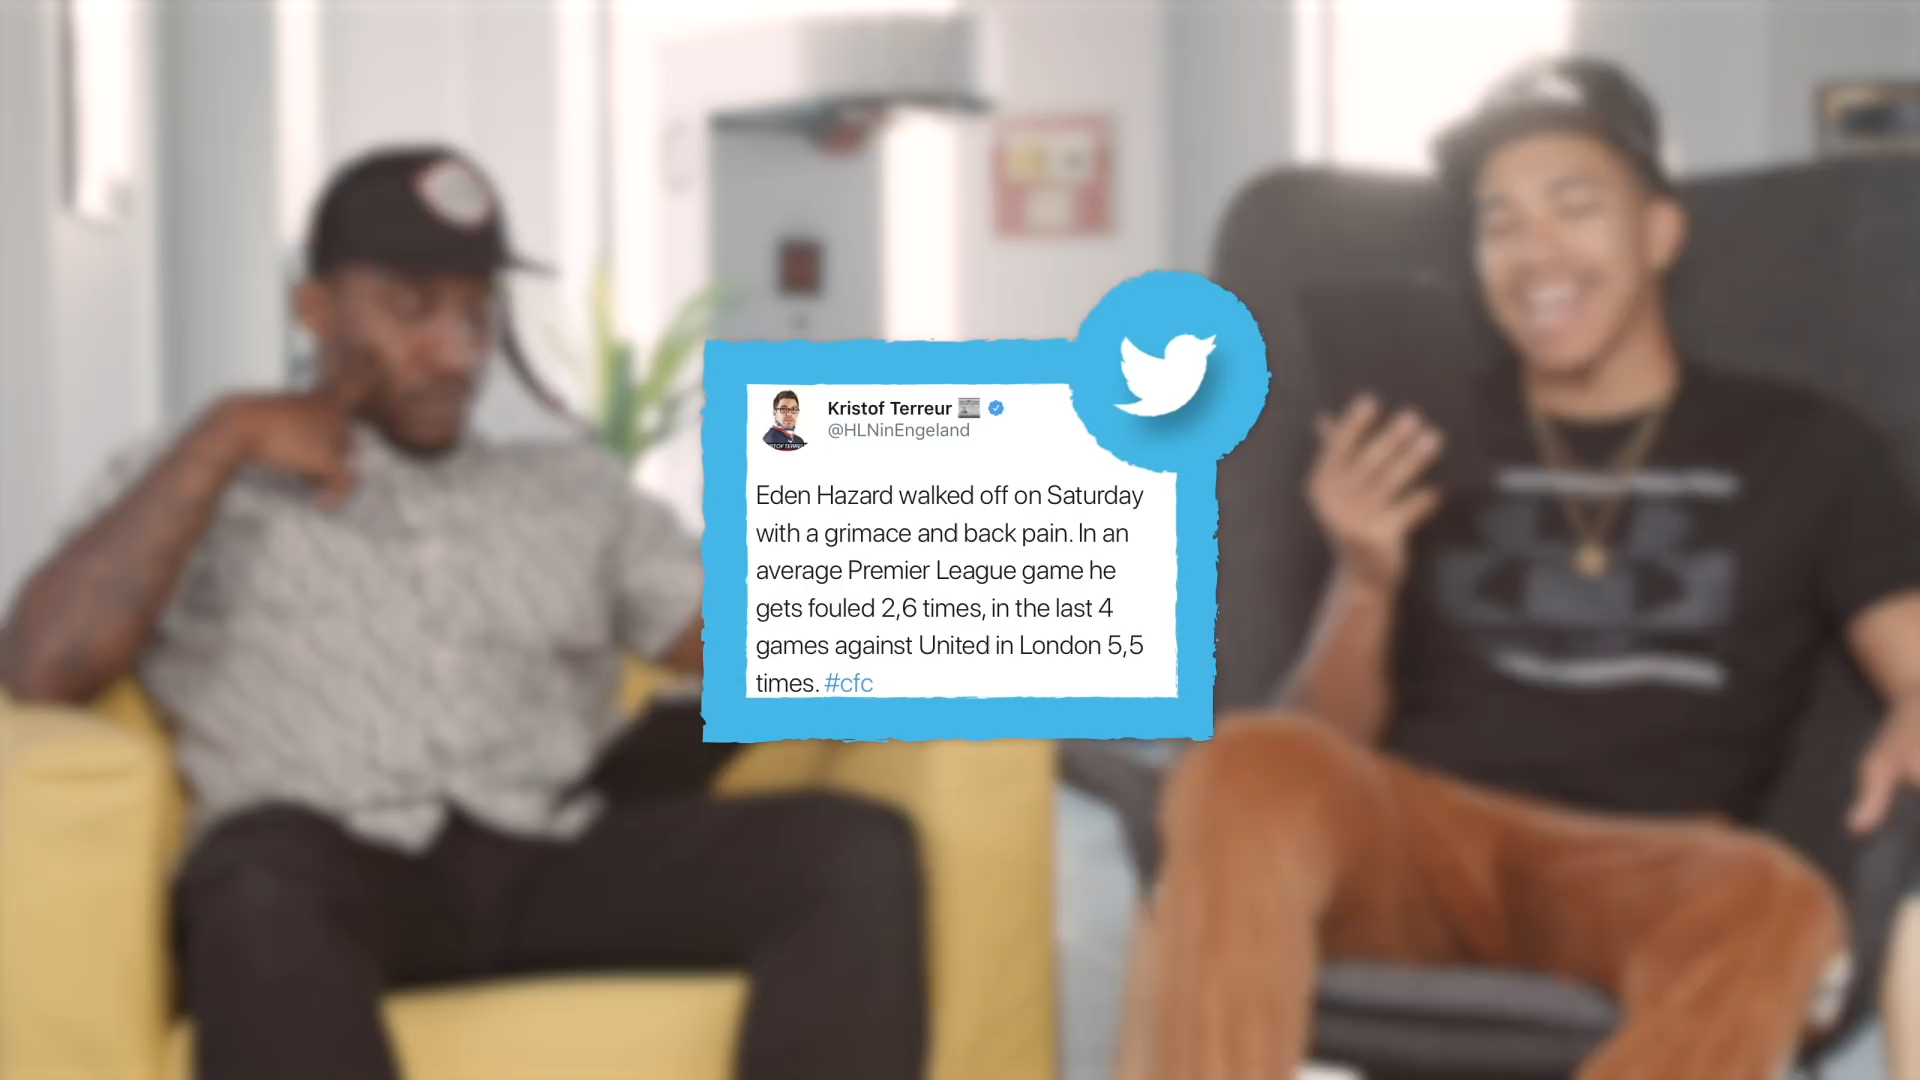 Kristof Terreur
@HLNinEngeland
Eden Hazard walked off on Saturday
with a grimace and back pain. In an
average Premier League game he
gets fouled 2,6 times, in the last 4
games against United in London 5,5
times. #cfc